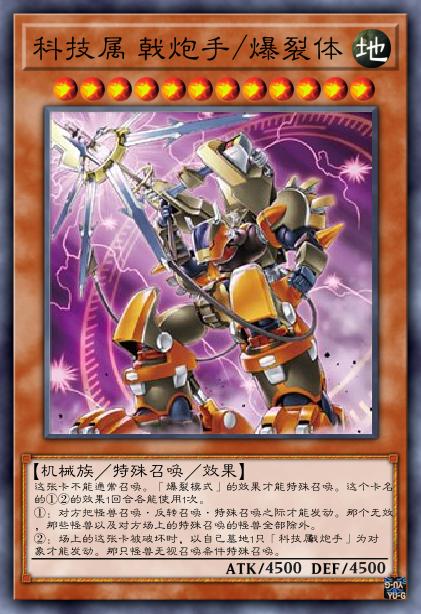 科技属 戟炮手/爆裂体
地
【机械族／特殊召唤／效果】
这张卡不能通常召唤。「爆裂模式」的效果才能特殊召唤。这个卡名
的①②的效果1回合各能使用1次。
①：对方把怪兽召唤·反转召唤·特殊召唤之际才能发动。那个无效
，那些怪兽以及对方场上的特殊召唤的怪兽全部除外。
②：场上的这张卡被破坏时，以自己墓地1只「科技属 戟炮手」为对
象才能发动。那只怪兽无视召唤条件特殊召唤。
ATK/4500 DEF/4500